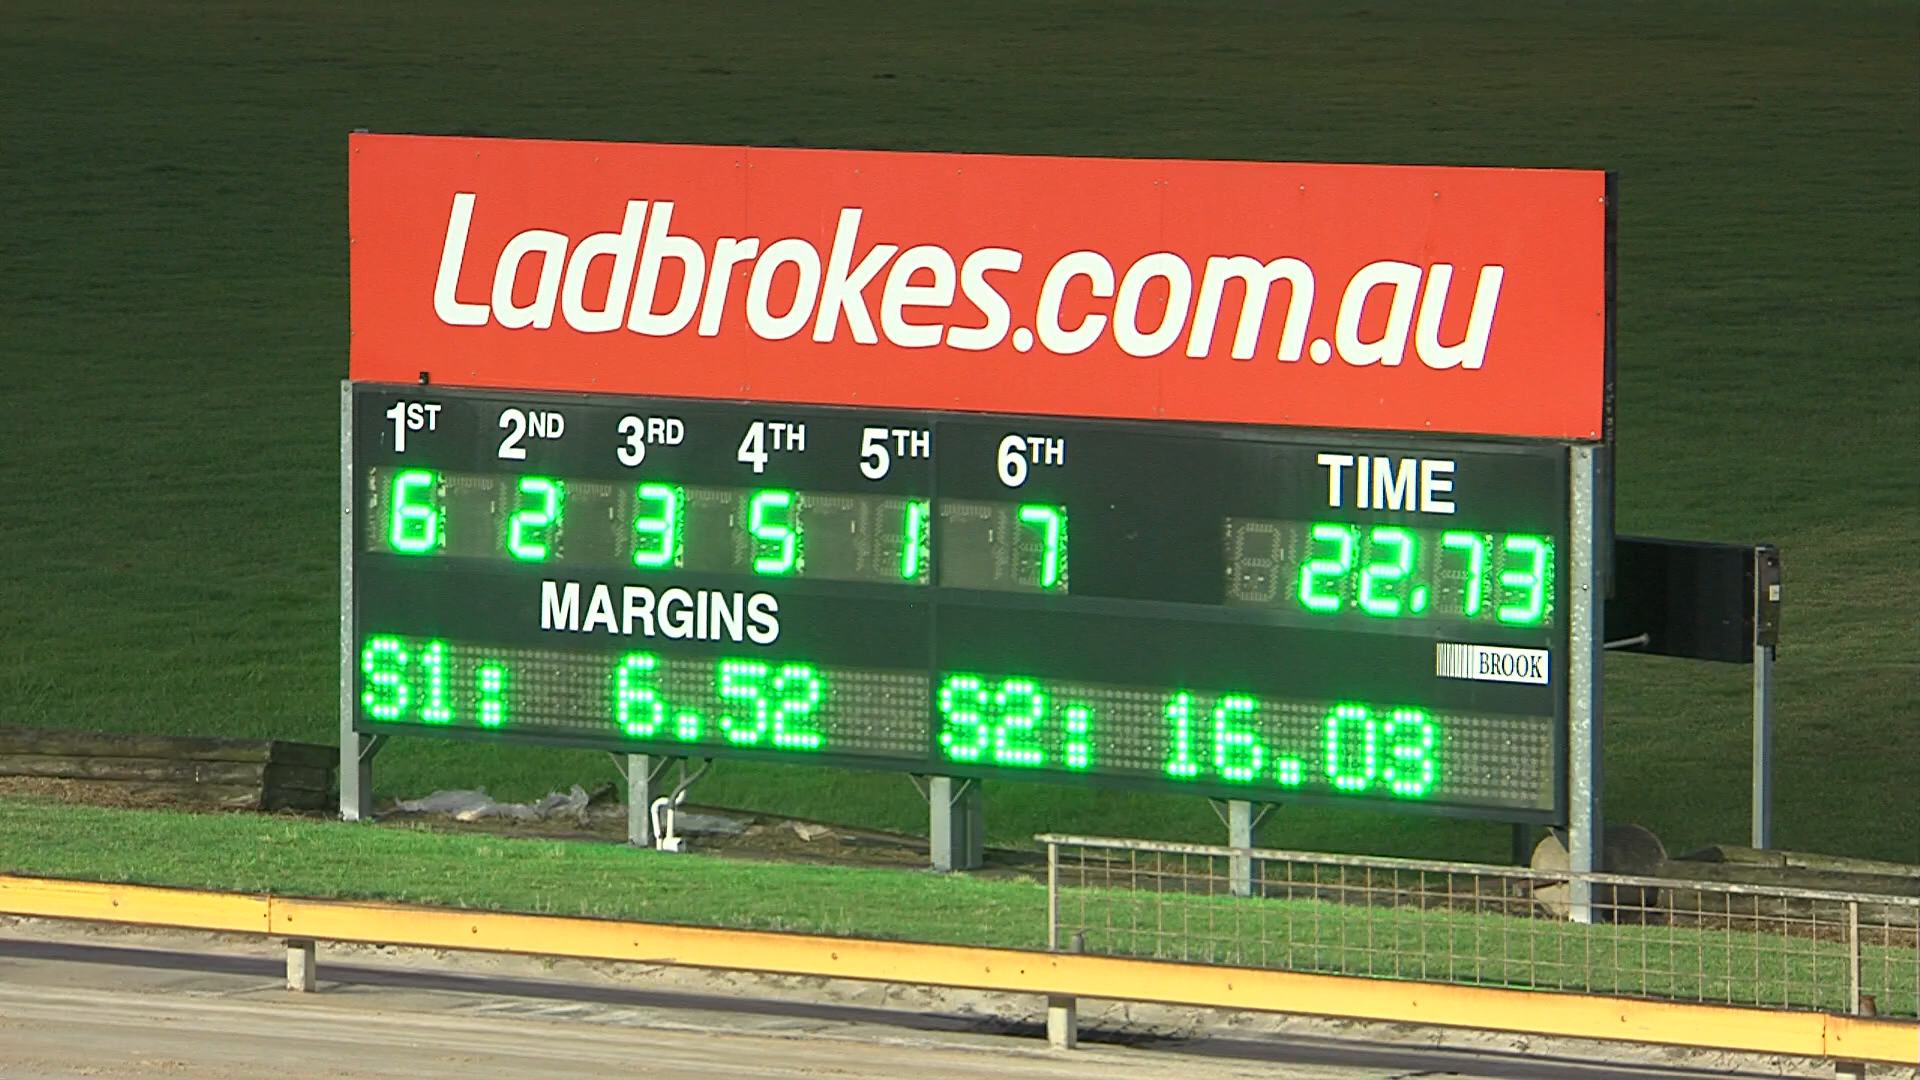 Ladbrokes.com.au
1ST 2ND 3RD 4TH 5TH 6TH TIME
6 2 3 5 1 7 22.73
MARGINS
BROOK
S1: 6.52 S2: 16.03